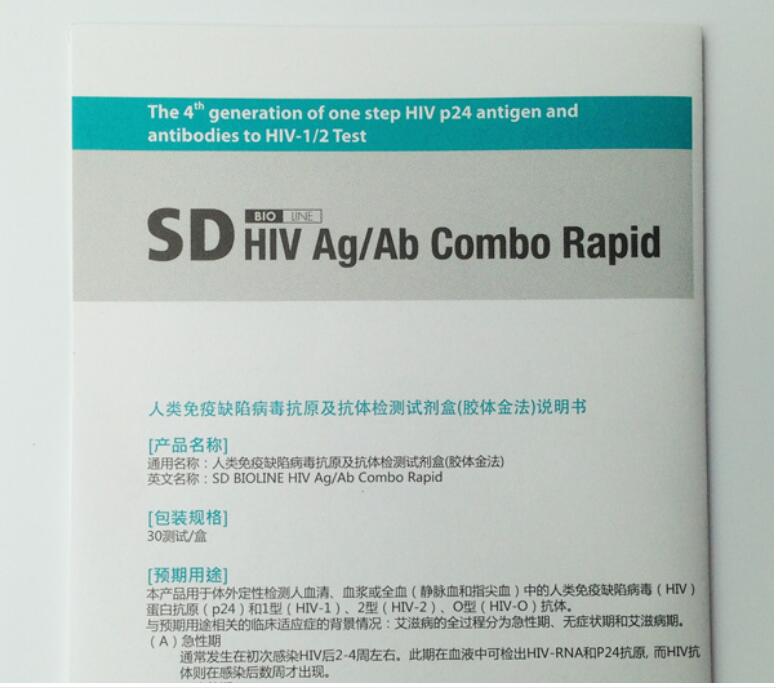 The 4th generation of one step HIV p24 antigen and
antibodies to HIV-1/2 Test
SD BIO LINE
HIV Ag/Ab Combo Rapid
人类免疫缺陷病毒抗原及抗体检测试剂盒(胶体金法)说明书
[产品名称]
通用名称：人类免疫缺陷病毒抗原及抗体检测试剂盒(胶体金法)
英文名称：SD BIOLINE HIV Ag/Ab Combo Rapid
[包装规格]
30测试/盒
[预期用途]
本产品用于体外定性检测人血清、血浆或全血（静脉血和指尖血）中的人类免疫缺陷病毒（HIV）
蛋白抗原（p24）和1型（HIV-1）、2型（HIV-2）、O型（HIV-O）抗体。
与预期用途相关的临床适应症的背景情况：艾滋病的全过程分为急性期、无症状期和艾滋病期。
（A）急性期
通常发生在初次感染HIV后2-4周左右。此期在血液中可检出HIV-RNA和P24抗原, 而HIV抗
体则在感染后数周才出现。